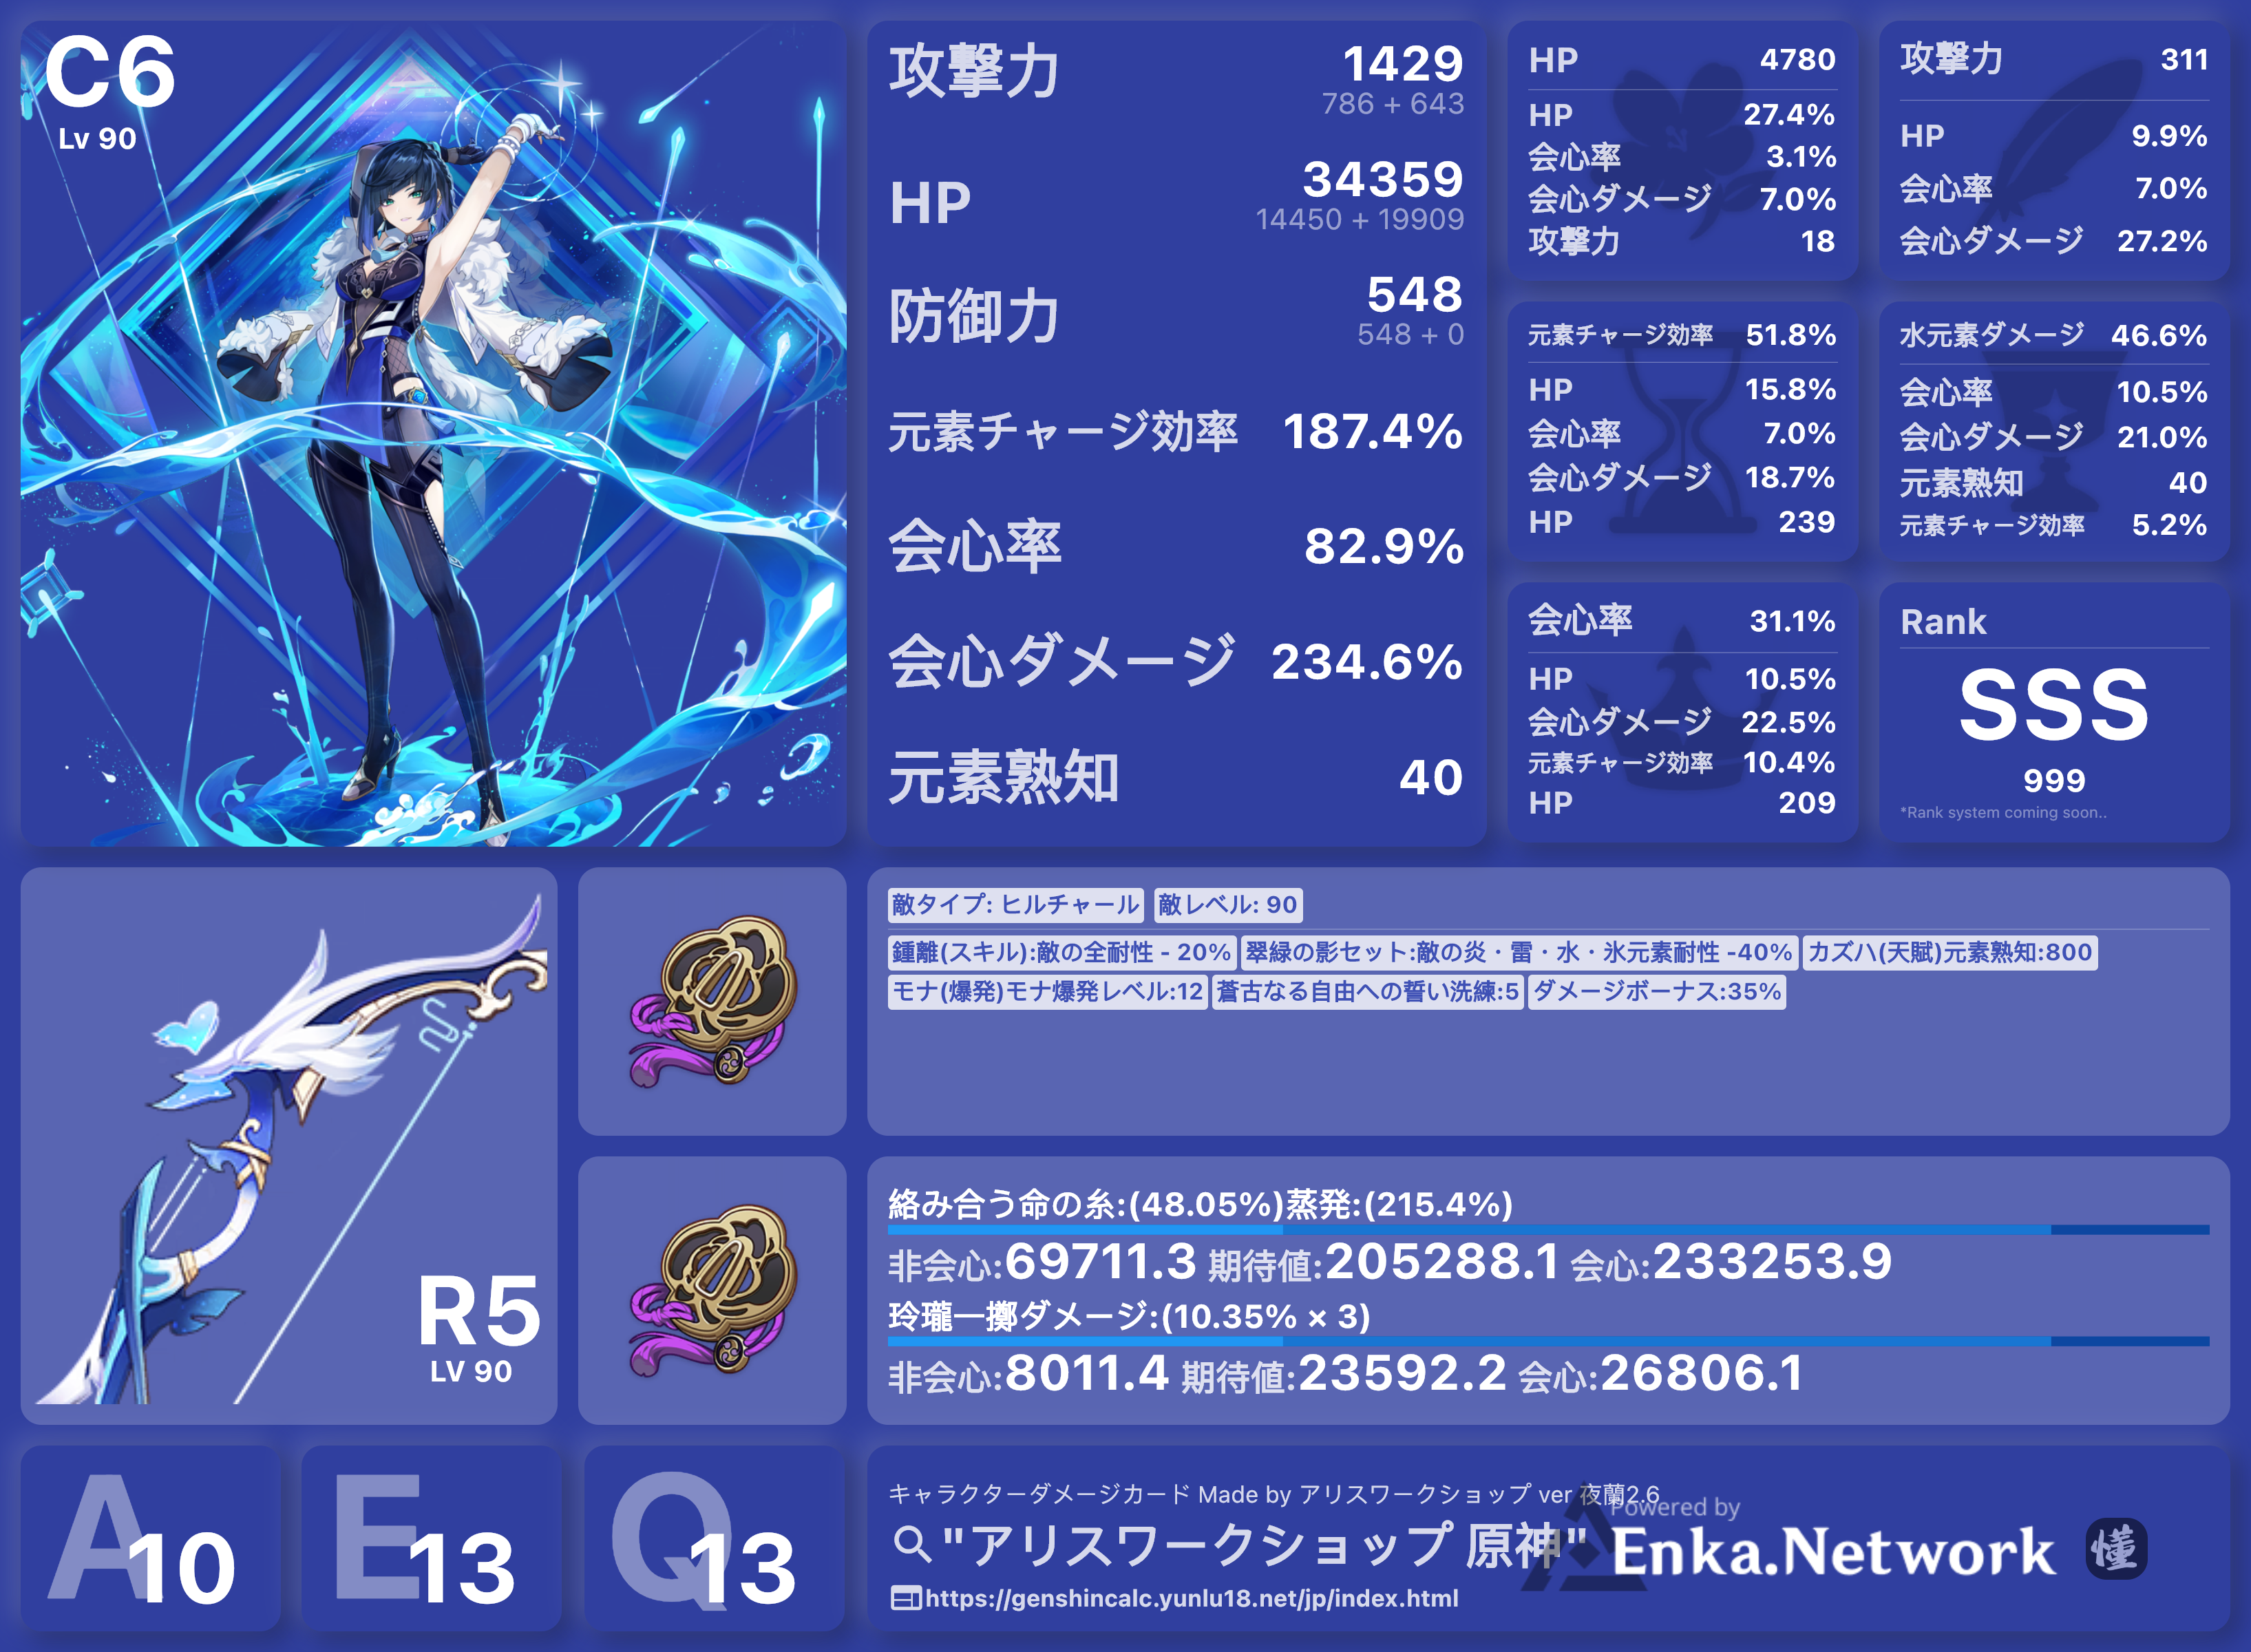 C6
Lv 90
攻撃力 1429
786 + 643
HP 34359
14450 + 19909
防御力 548
548 + 0
元素チャージ効率 187.4%
会心率 82.9%
会心ダメージ 234.6%
元素熟知 40
HP 4780
HP 27.4%
会心率 3.1%
会心ダメージ 7.0%
攻撃力 18
攻撃力 311
HP 9.9%
会心率 7.0%
会心ダメージ 27.2%
元素チャージ効率 51.8%
HP 15.8%
会心率 7.0%
会心ダメージ 18.7%
HP 239
水元素ダメージ 46.6%
会心率 10.5%
会心ダメージ 21.0%
元素熟知 40
元素チャージ効率 5.2%
会心率 31.1%
HP 10.5%
会心ダメージ 22.5%
元素チャージ効率 10.4%
HP 209
Rank
SSS
999
*Rank system coming soon..
R5
LV 90
敵タイプ: ヒルチャール 敵レベル: 90
鍾離(スキル):敵の全耐性 - 20% 翠緑の影セット:敵の炎・雷・水・氷元素耐性 -40% カズハ(天賦)元素熟知:800
モナ(爆発)モナ爆発レベル:12 蒼古なる自由への誓い洗練:5 ダメージボーナス:35%
絡み合う命の糸:(48.05%)蒸発:(215.4%)
非会心:69711.3 期待値:205288.1 会心:233253.9
玲瓏一擲ダメージ:(10.35% × 3)
非会心:8011.4 期待値:23592.2 会心:26806.1
A 10
E 13
Q 13
キャラクターダメージカード Made by アリスワークショップ ver 夜蘭2.6
"アリスワークショップ 原神"
https://genshincalc.yunlu18.net/jp/index.html
Powered by
Enka.Network
懂